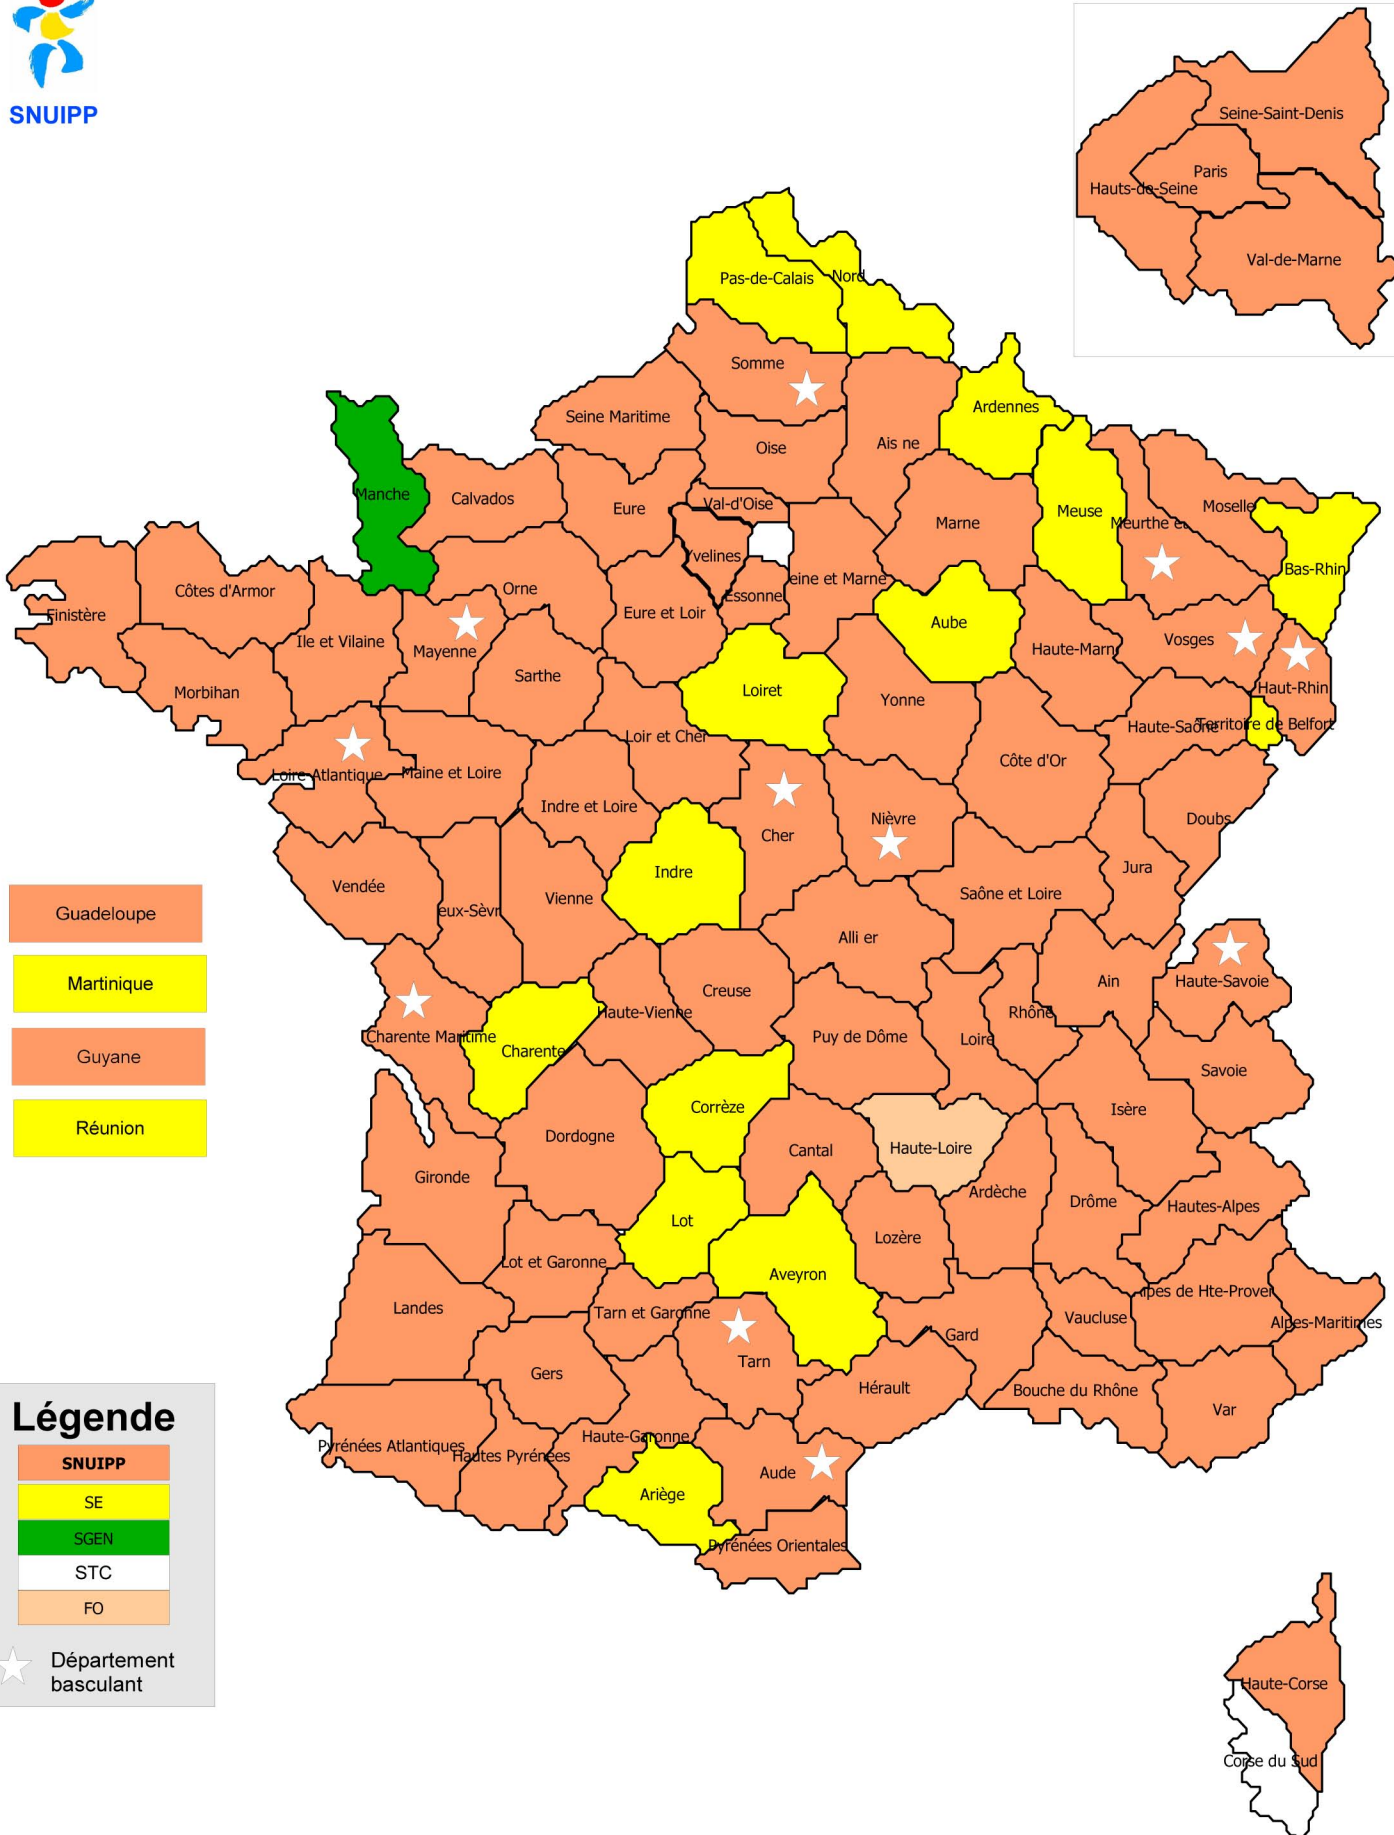 SNUIPP
Seine-Saint-Denis
Paris
Hauts-de-Seine
Val-de-Marne
Pas-de-Calais
Nord
Somme
Ardennes
Seine Maritime
Ais ne
Oise
Manche
Calvados
Val-d'Oise
Eure
Moselle
Meuse
Marne
Meurthe et
Yvelines
Bas-Rhin
eine et Marne
Essonne
Orne
Côtes d'Armor
Finistère
Eure et Loir
Aube
Ile et Vilaine
Mayenne
Vosges
Haute-Marn
Sarthe
Morbihan
Loiret
Haut-Rhin
Yonne
Haute-Saône
Territoire de Belfort
Loir et Cher
Côte d'Or
Loire-Atlantique
Maine et Loire
Indre et Loire
Nièvre
Doubs
Cher
Jura
Indre
Vendée
Saône et Loire
Vienne
eux-Sèvr
Guadeloupe
Alli er
Martinique
Ain
Haute-Savoie
Creuse
Haute-Vienne
Rhône
Charente Maritime
Puy de Dôme
Loire
Charente
Guyane
Savoie
Corrèze
Isère
Réunion
Dordogne
Cantal
Haute-Loire
Gironde
Ardèche
Drôme
Hautes-Alpes
Lot
Lozère
Lot et Garonne
Aveyron
lpes de Hte-Prover
Landes
Tarn et Garonne
Vaucluse
Alpes-Maritimes
Gard
Tarn
Gers
Hérault
Bouche du Rhône
Var
Légende
SNUIPP
SE
SGEN
STC
FO
Département
basculant
Pyrénées Atlantiques
Haute-Garonne
Hautes Pyrénées
Aude
Ariège
Pyrénées Orientales
Haute-Corse
Corse du Sud